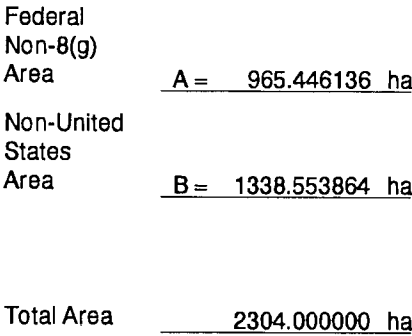 Federal
Non-8(g)
Area A = 965.446136 ha
Non-United
States
Area B = 1338.553864 ha
Total Area 2304.000000 ha